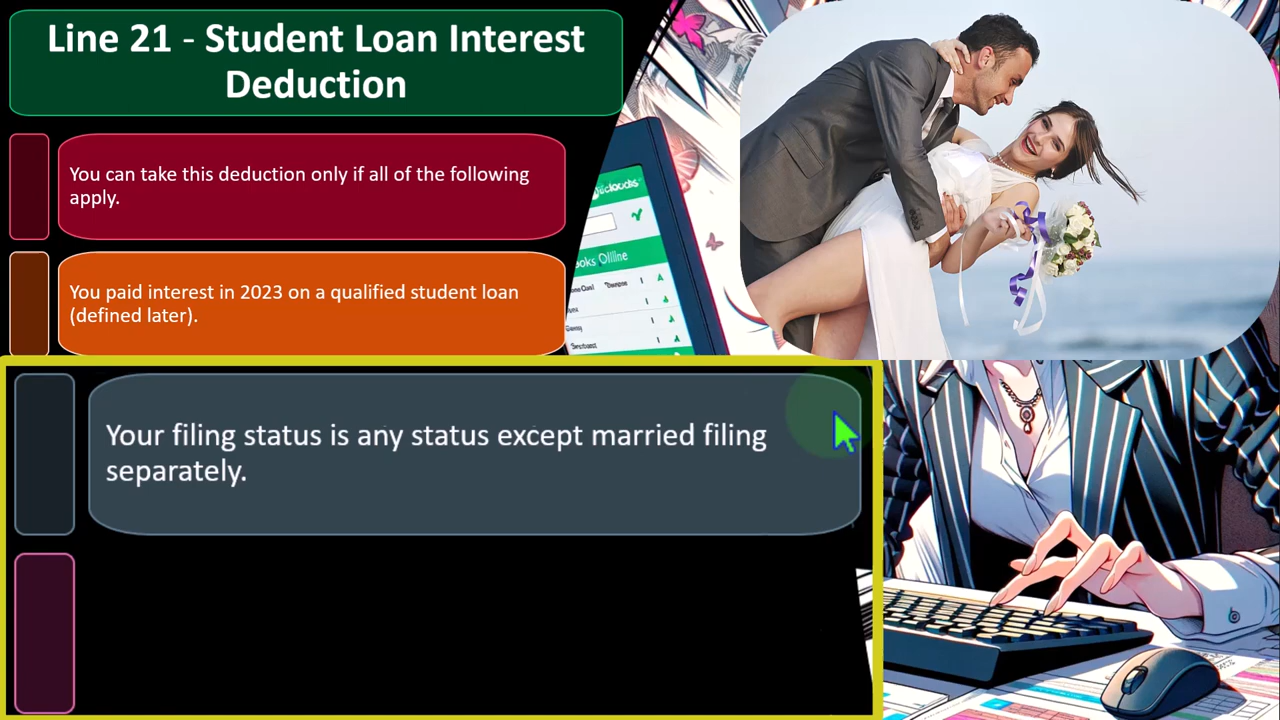 Line 21 - Student Loan Interest
Deduction
You can take this deduction only if all of the following
apply.
You paid interest in 2023 on a qualified student loan
(defined later).
Your filing status is any status except married filing
separately.